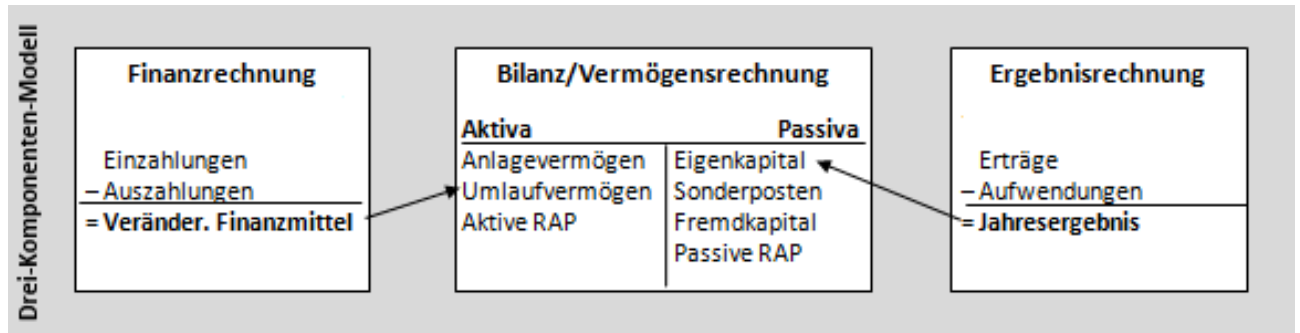 Drei-Komponenten-Modell
Finanzrechnung
Einzahlungen
– Auszahlungen
= Veränder. Finanzmittel
Bilanz/Vermögensrechnung
Aktiva Passiva
Anlagevermögen Eigenkapital
Umlaufvermögen Sonderposten
Aktive RAP Fremdkapital
Passive RAP
Ergebnisrechnung
Erträge
– Aufwendungen
= Jahresergebnis